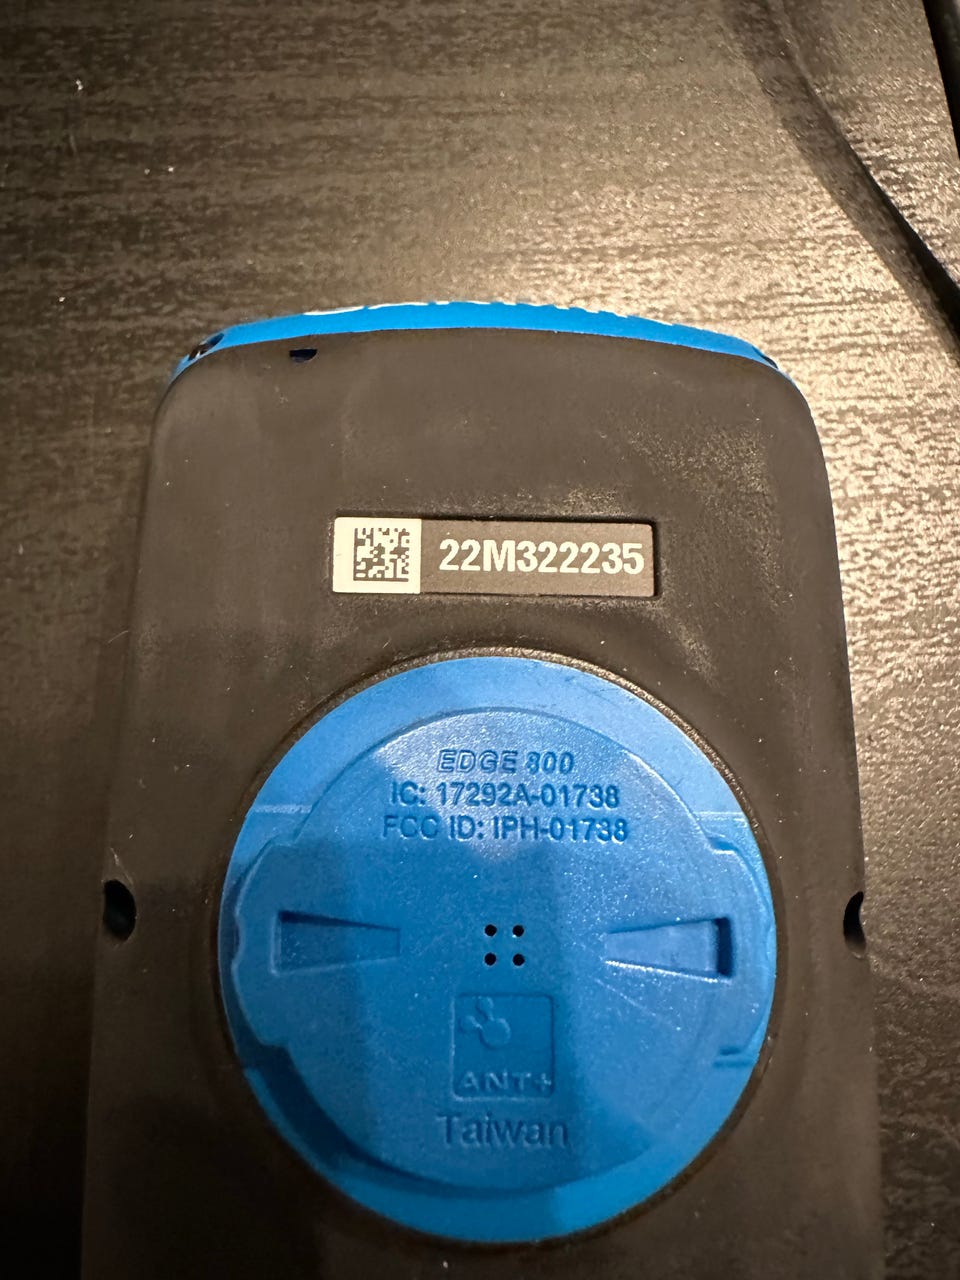 22M322235
EDGE 800
IC: 17292A-01738
FCC ID: IPH-01738
ANT+
Taiwan